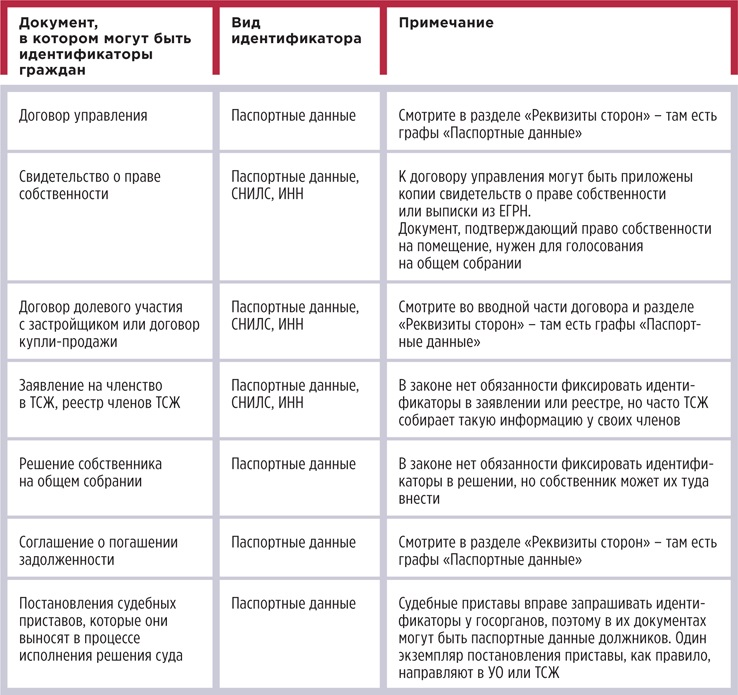 Документ,
в котором могут быть
идентификаторы
граждан
Вид
идентификатора
Примечание
Договор управления
Паспортные данные
Смотрите в разделе «Реквизиты сторон» – там есть
графы «Паспортные данные»
Свидетельство о праве
собственности
Паспортные данные,
СНИЛС, ИНН
К договору управления могут быть приложены
копии свидетельств о праве собственности
или выписки из ЕГРН.
Документ, подтверждающий право собственности
на помещение, нужен для голосования
на общем собрании
Договор долевого участия
с застройщиком или договор
купли-продажи
Паспортные данные,
СНИЛС, ИНН
Смотрите во вводной части договора и разделе
«Реквизиты сторон» – там есть графы «Паспорт-
ные данные»
Заявление на членство
в ТСЖ, реестр членов ТСЖ
Паспортные данные,
СНИЛС, ИНН
В законе нет обязанности фиксировать иденти-
фикаторы в заявлении или реестре, но часто ТСЖ
собирает такую информацию у своих членов
Решение собственника
на общем собрании
Паспортные данные
В законе нет обязанности фиксировать идентифи-
каторы в решении, но собственник может их туда
внести
Соглашение о погашении
задолженности
Паспортные данные
Смотрите в разделе «Реквизиты сторон» – там есть
графы «Паспортные данные»
Постановления судебных
приставов, которые они
выносят в процессе
исполнения решения суда
Паспортные данные
Судебные приставы вправе запрашивать иденти-
фикаторы у госорганов, поэтому в их документах
могут быть паспортные данные должников. Один
экземпляр постановления приставы, как правило,
направляют в УО или ТСЖ